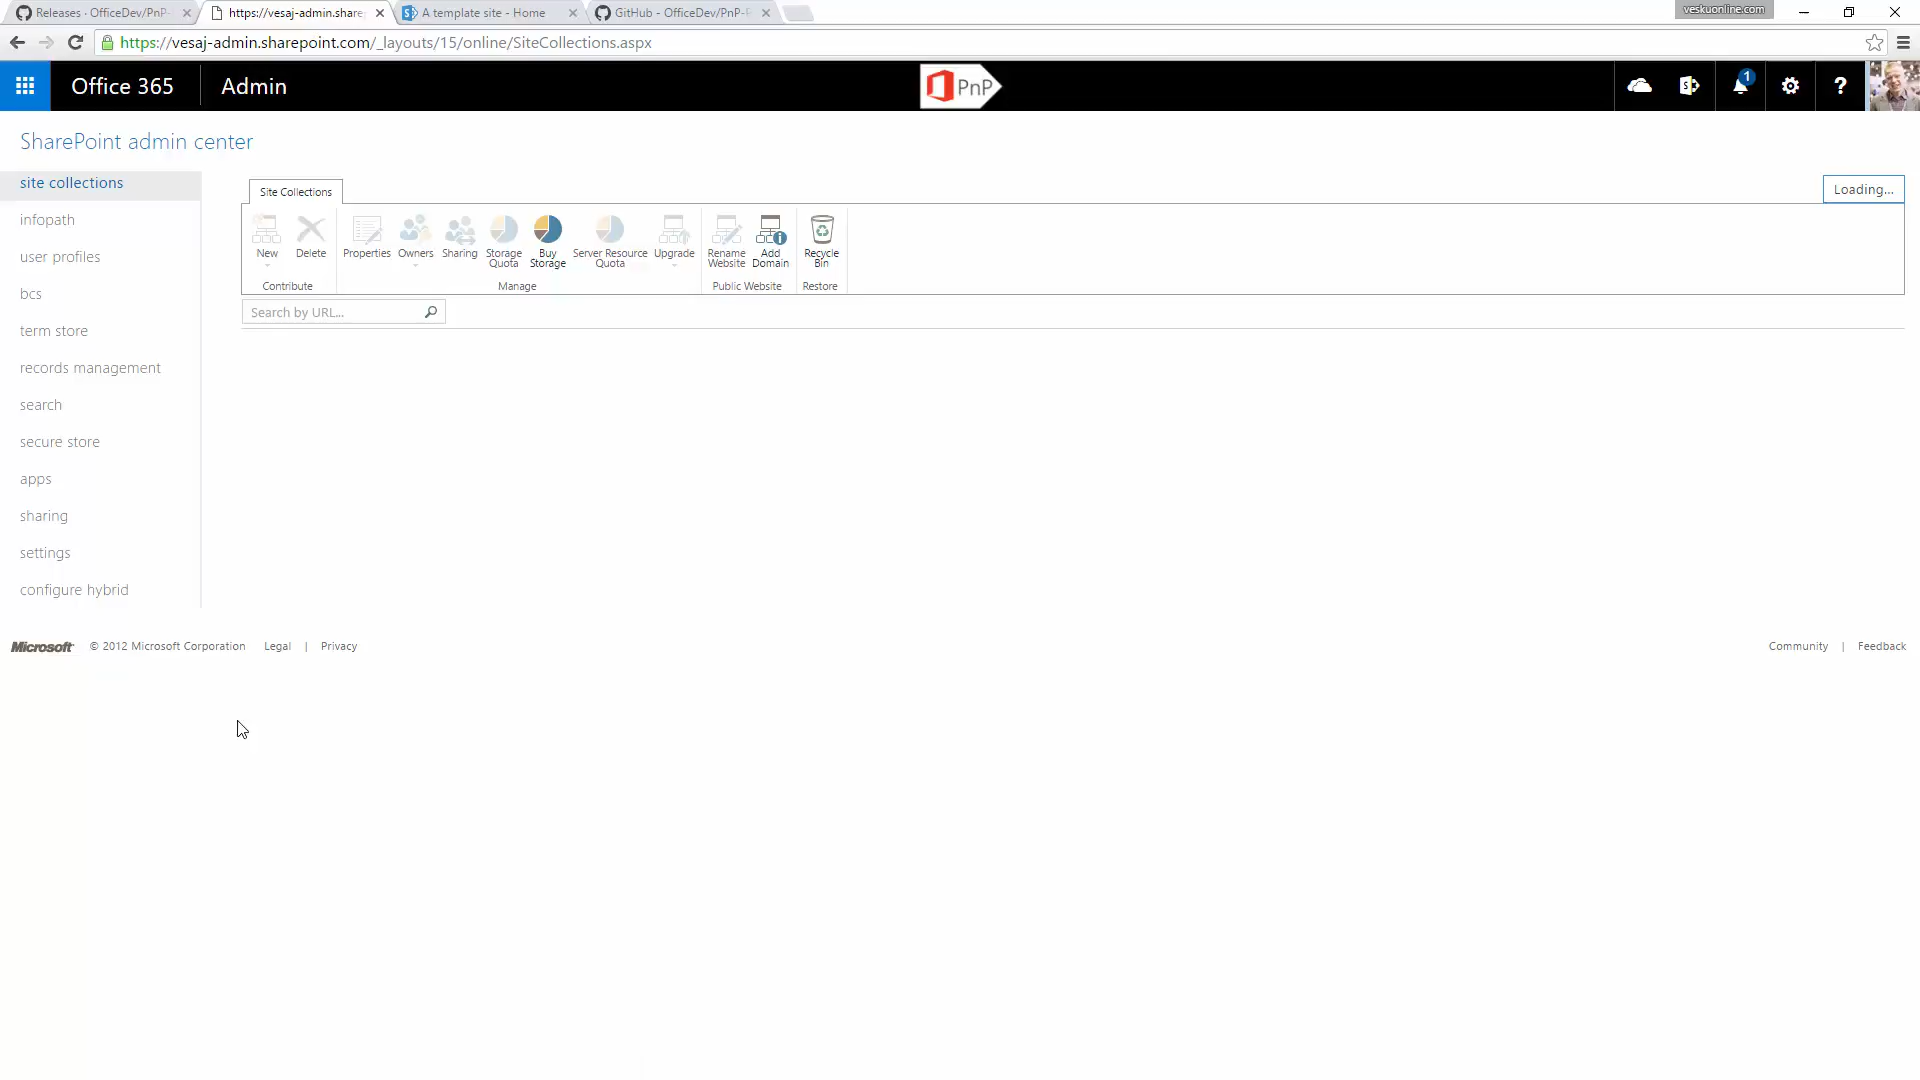 Releases · OfficeDev/PnP-
https://vesaj-admin.share
A template site - Home
GitHub - OfficeDev/PnP-P
veskuonline.com
https://vesaj-admin.sharepoint.com/_layouts/15/online/SiteCollections.aspx
Office 365
Admin
PnP
S
1
?
SharePoint admin center
site collections
infopath
user profiles
bcs
term store
records management
search
secure store
apps
sharing
settings
configure hybrid
Site Collections
Loading...
New
Delete
Properties
Owners
Sharing
Storage
Quota
Buy
Storage
Server Resource
Quota
Upgrade
Rename
Website
Add
Domain
Recycle
Bin
Contribute
Manage
Public Website
Restore
Search by URL...
Microsoft
© 2012 Microsoft Corporation
Legal
|
Privacy
Community
|
Feedback